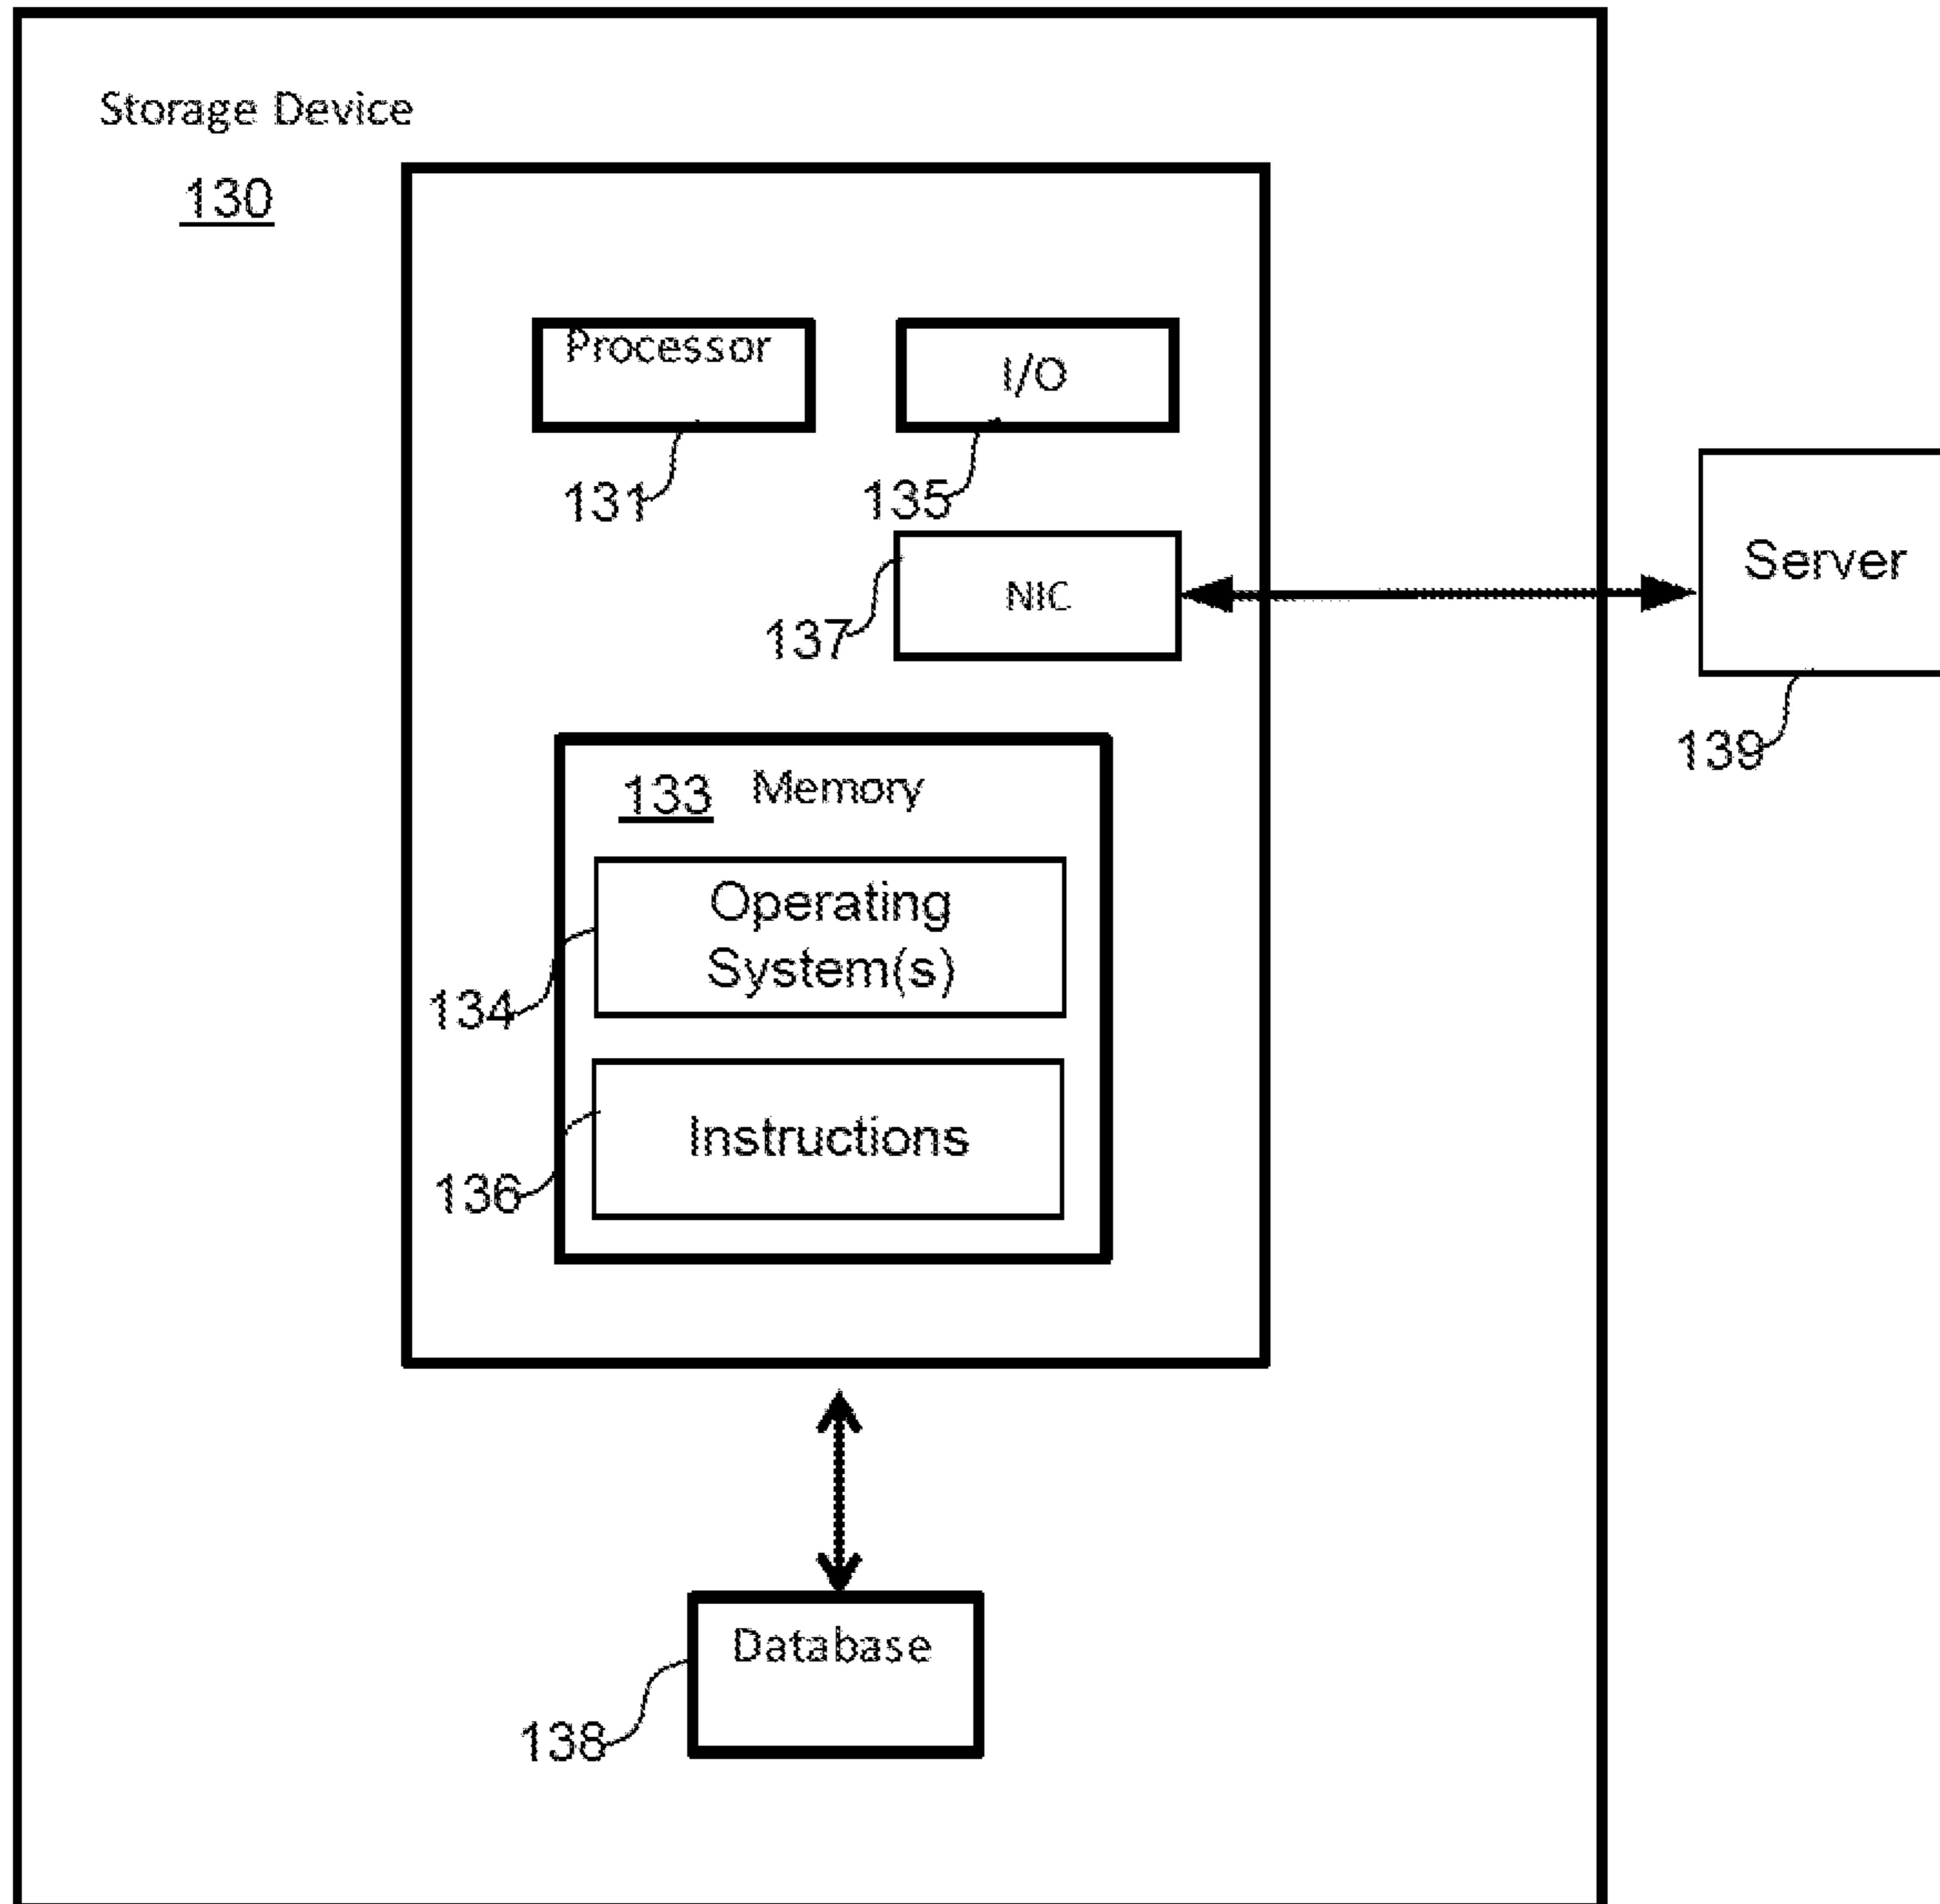 Storage Device
130
Processor
I/O
131
135
NIC
Server
137
139
133 Memory
Operating
System(s)
134
Instructions
136
Database
138